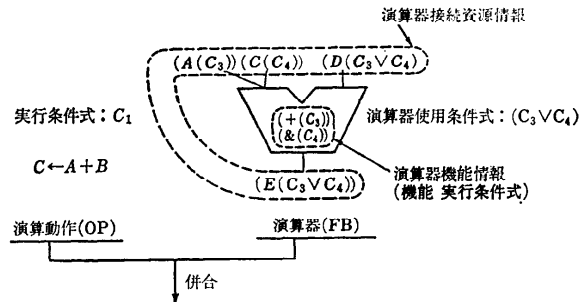 演算器接続資源情報
(A(C₃))(C(C₄)) (D(C₃∨C₄)
実行条件式：C₁
(+(C₃))
(&(C₄))
演算器使用条件式：(C₃∨C₄)
C←A+B
演算器機能情報
(機能 実行条件式)
(E(C₃∨C₄))
演算動作(OP)
演算器(FB)
併合